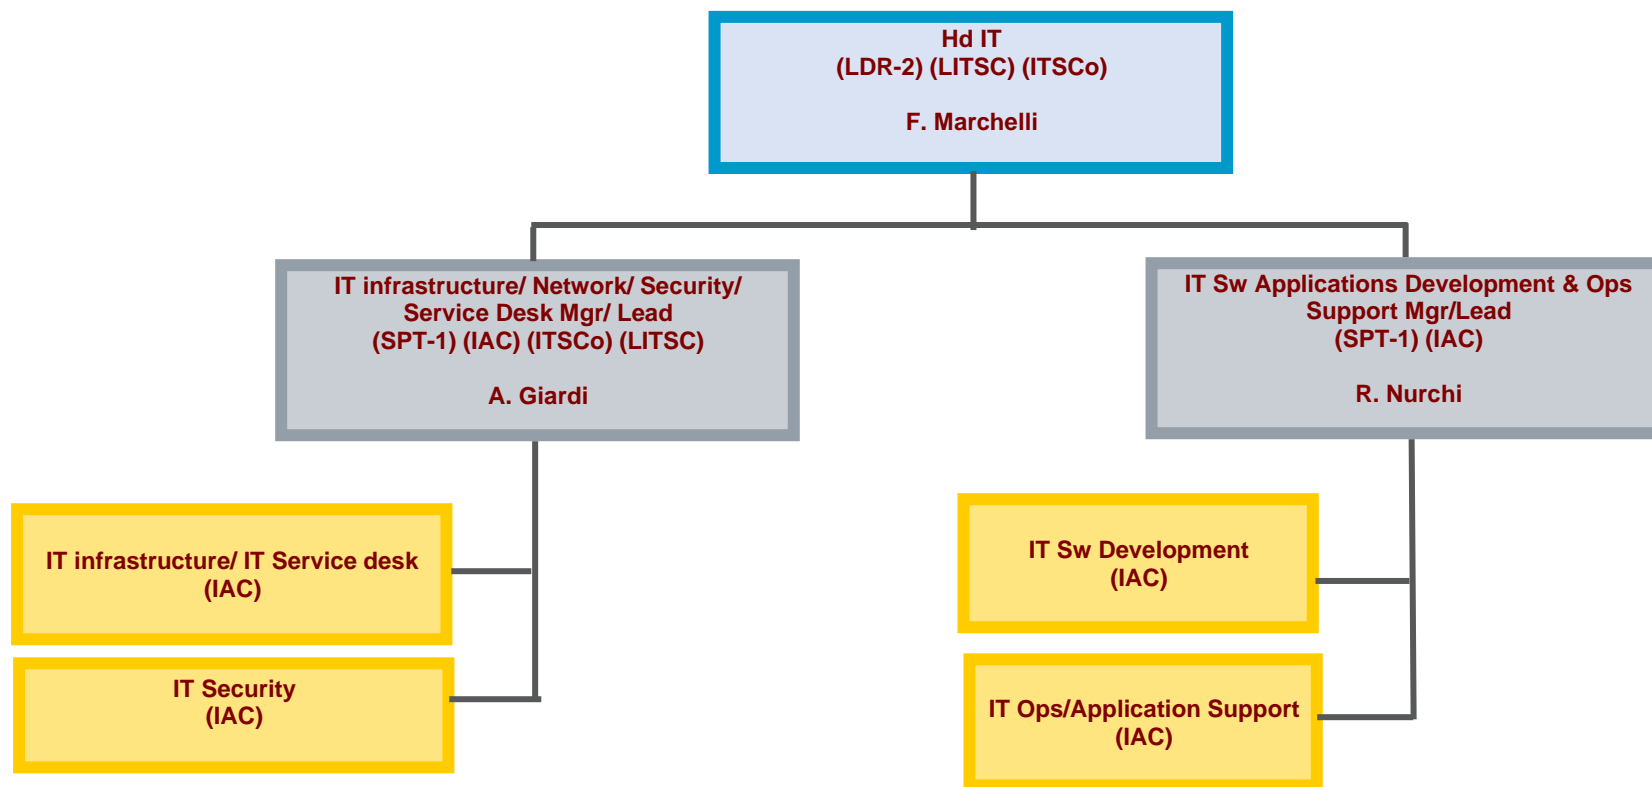 Hd IT
(LDR-2) (LITSC) (ITSCo)
F. Marchelli
IT infrastructure/ Network/ Security/
Service Desk Mgr/ Lead
(SPT-1) (IAC) (ITSCo) (LITSC)
A. Giardi
IT Sw Applications Development & Ops
Support Mgr/Lead
(SPT-1) (IAC)
R. Nurchi
IT infrastructure/ IT Service desk
(IAC)
IT Security
(IAC)
IT Sw Development
(IAC)
IT Ops/Application Support
(IAC)